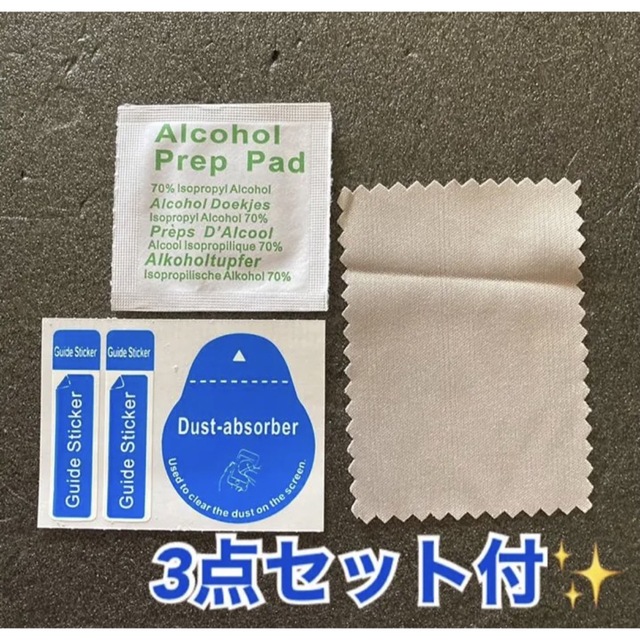 Alcohol
Prep Pad
70% Isopropyl Alcohol
Alcohol Doekjes
Isopropyl Alcohol 70%
Prèps D'Alcool
Alcool Isopropilique 70%
Alkoholtupfer
Isopropilische Alkohol 70%
Guide Sticker
Guide Sticker
Guide Sticker
Guide Sticker
Dust-absorber
Used to clear the dust on the screen.
3点セット付✨